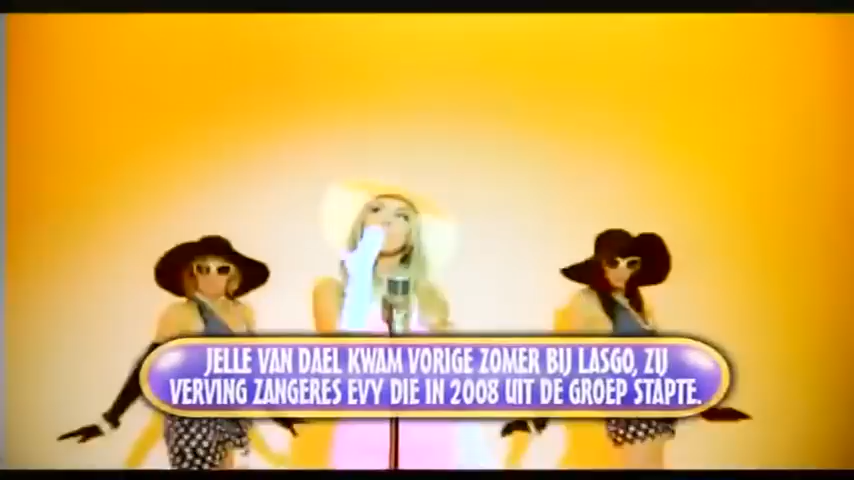 JELLE VAN DAEL KWAM VORIGE ZOMER BIJ LASGO, ZIJ
VERVING ZANGERES EVY DIE IN 2008 UIT DE GROEP STAPTE.